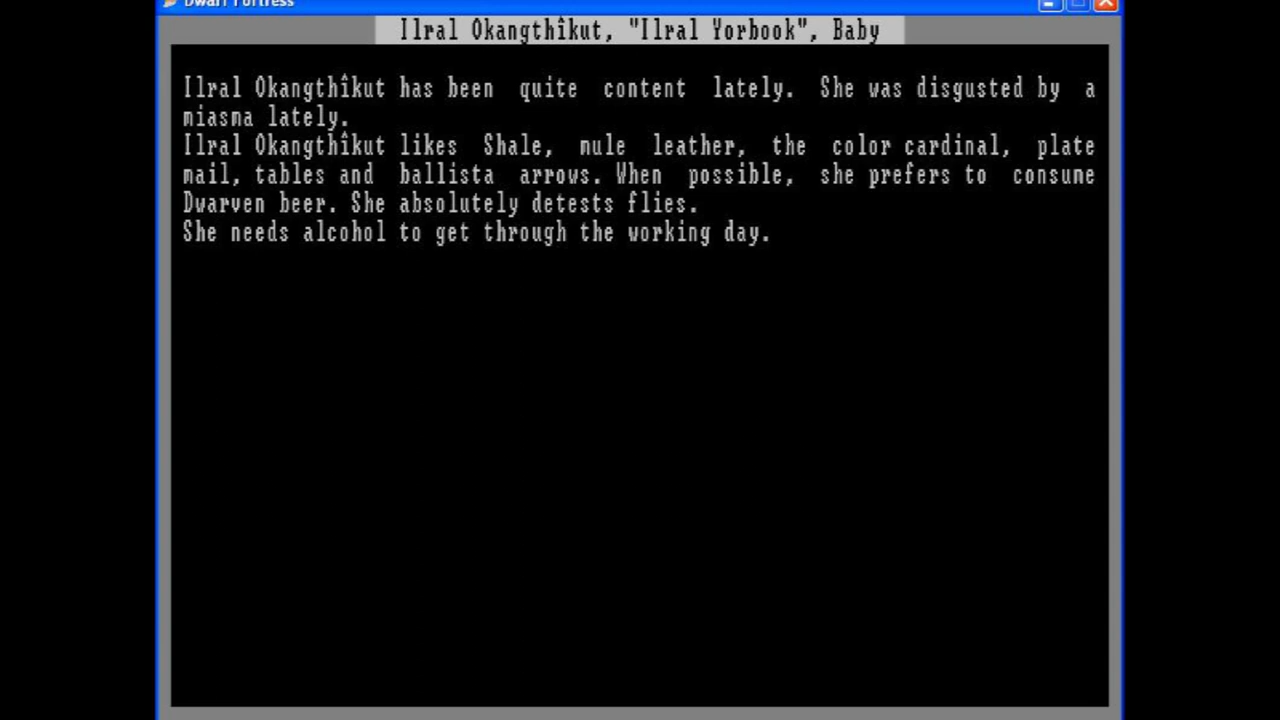 Dwarf Fortress
Ilral Okangthîkut, "Ilral Yorbook", Baby
Ilral Okangthîkut has been quite content lately. She was disgusted by a
miasma lately.
Ilral Okangthîkut likes Shale, mule leather, the color cardinal, plate
mail, tables and ballista arrows. When possible, she prefers to consume
Dwarven beer. She absolutely detests flies.
She needs alcohol to get through the working day.